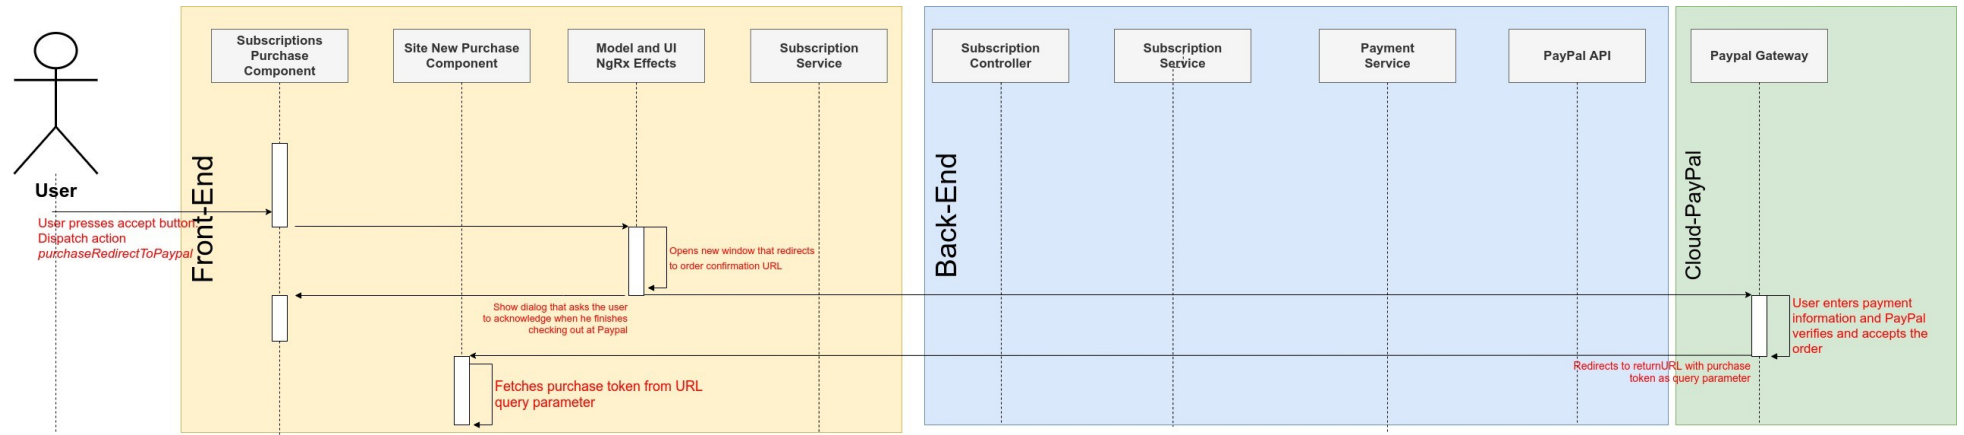 Subscriptions
Purchase
Component
Site New Purchase
Component
Model and UI
NgRx Effects
Subscription
Service
Subscription
Controller
Subscription
Service
Payment
Service
PayPal API
Paypal Gateway
Front-End
Back-End
Cloud-PayPal
User
User presses accept button.
Dispatch action
purchaseRedirectToPaypal
Opens new window that redirects
to order confirmation URL
Show dialog that asks the user
to acknowledge when he finishes
checking out at Paypal
User enters payment
information and PayPal
verifies and accepts the
order
Redirects to returnURL with purchase
token as query parameter
Fetches purchase token from URL
query parameter